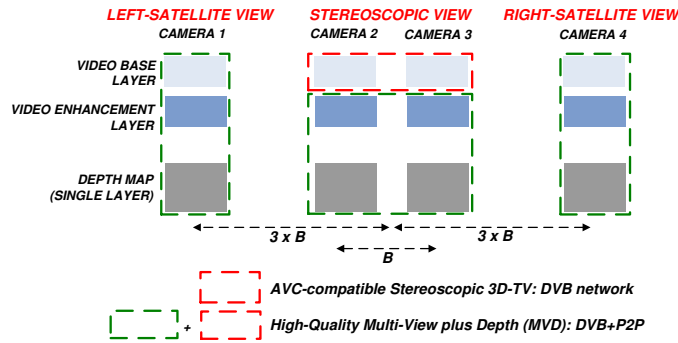 LEFT-SATELLITE VIEW STEREOSCOPIC VIEW RIGHT-SATELLITE VIEW
CAMERA 1 CAMERA 2 CAMERA 3 CAMERA 4
VIDEO BASE
LAYER
VIDEO ENHANCEMENT
LAYER
DEPTH MAP
(SINGLE LAYER)
3 x B 3 x B
B
AVC-compatible Stereoscopic 3D-TV: DVB network
+ High-Quality Multi-View plus Depth (MVD): DVB+P2P